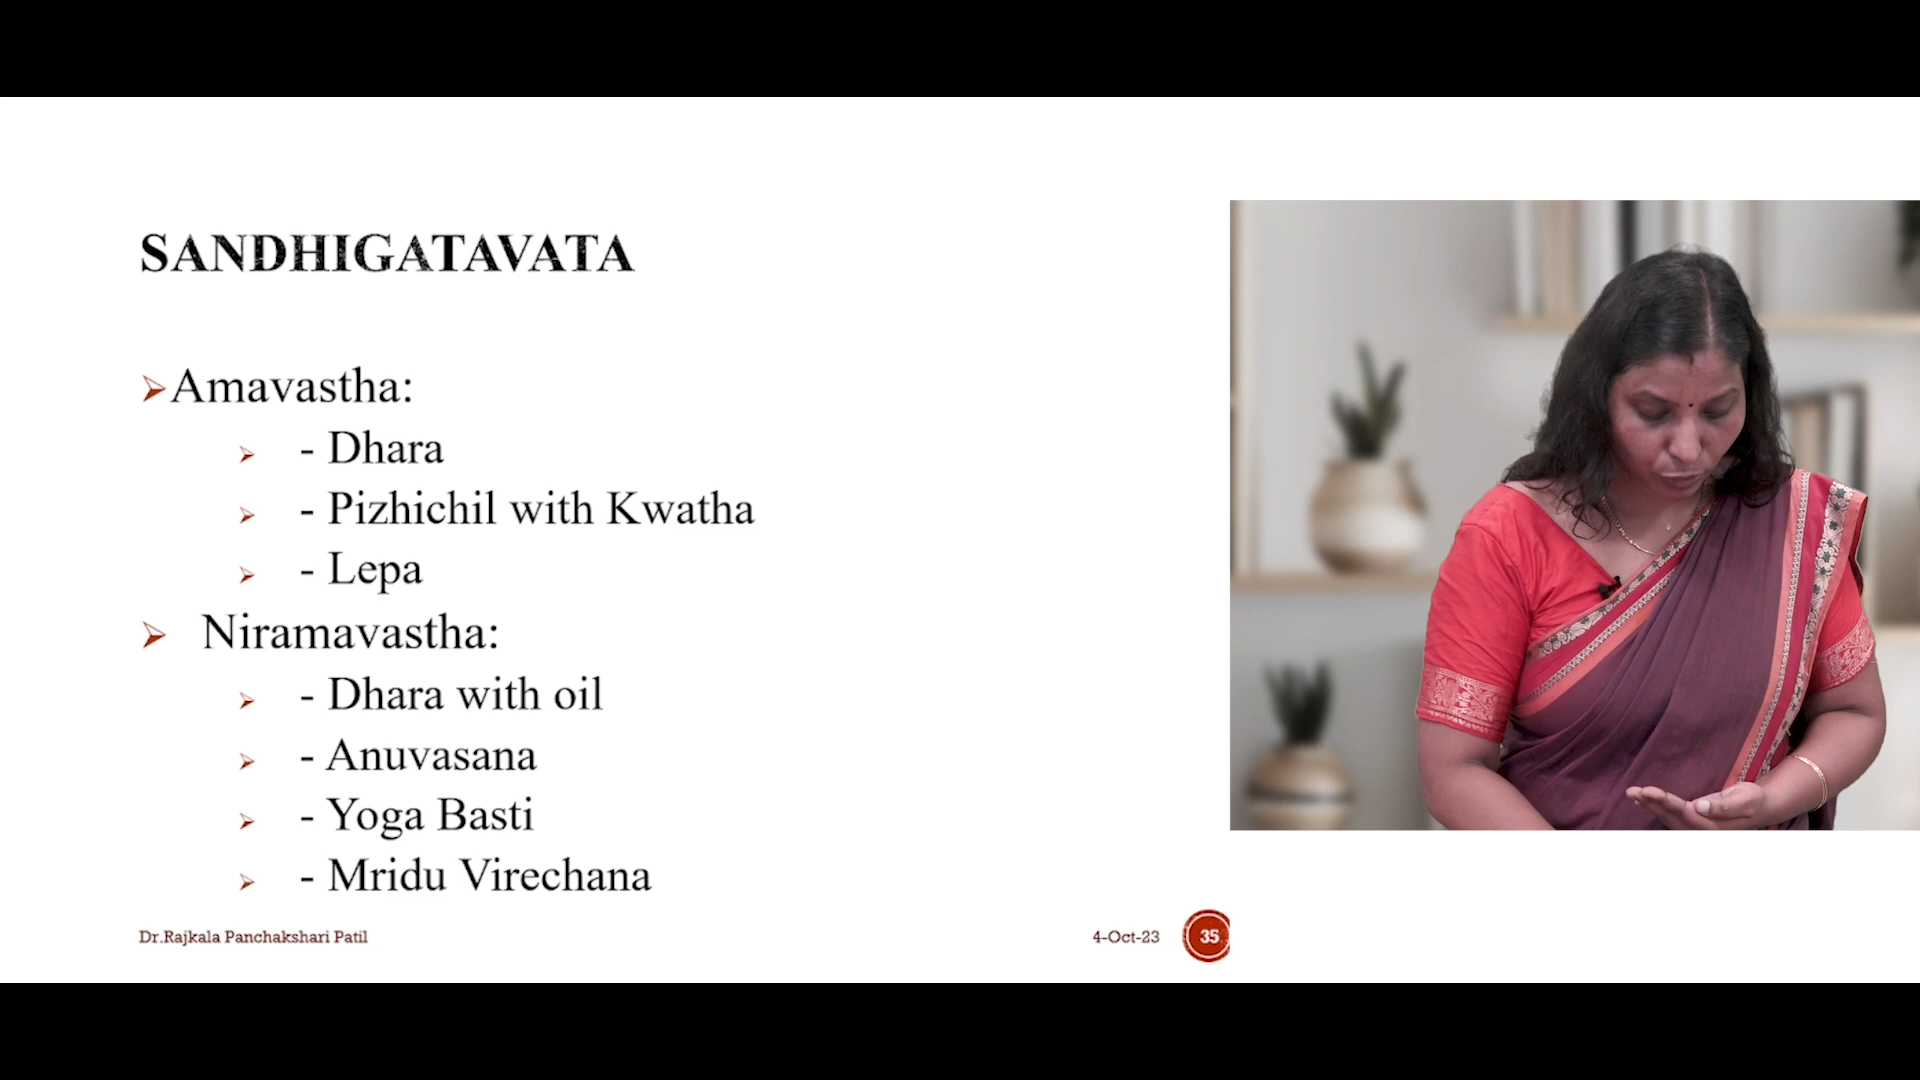 SANDHIGATAVATA
Amavastha:
- Dhara
- Pizhichil with Kwatha
- Lepa
Niramavastha:
- Dhara with oil
- Anuvasana
- Yoga Basti
- Mridu Virechana
Dr.Rajkala Panchakshari Patil
4-Oct-23
35